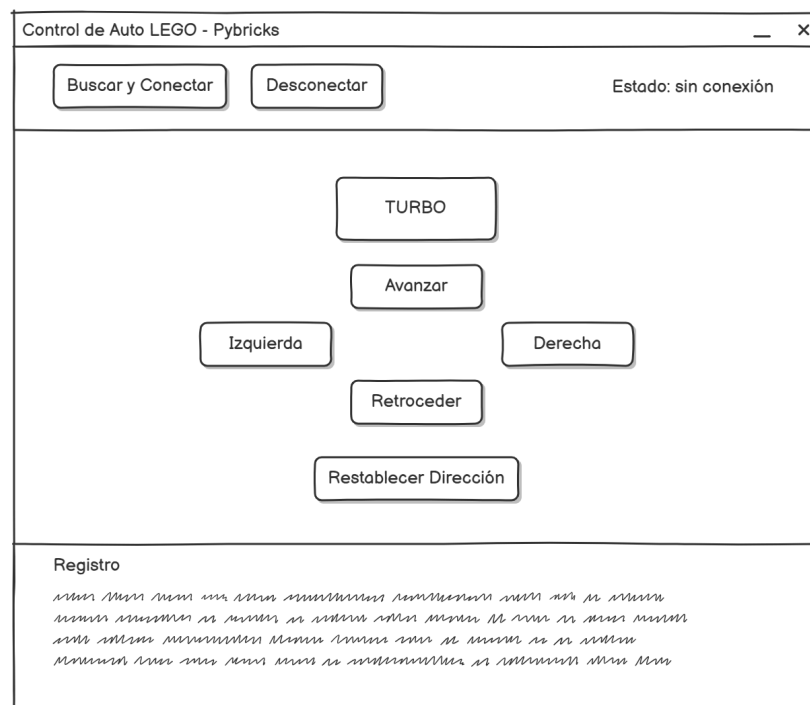 Control de Auto LEGO - Pybricks
Buscar y Conectar
Desconectar
Estado: sin conexión
TURBO
Avanzar
Izquierda
Derecha
Retroceder
Restablecer Dirección
Registro